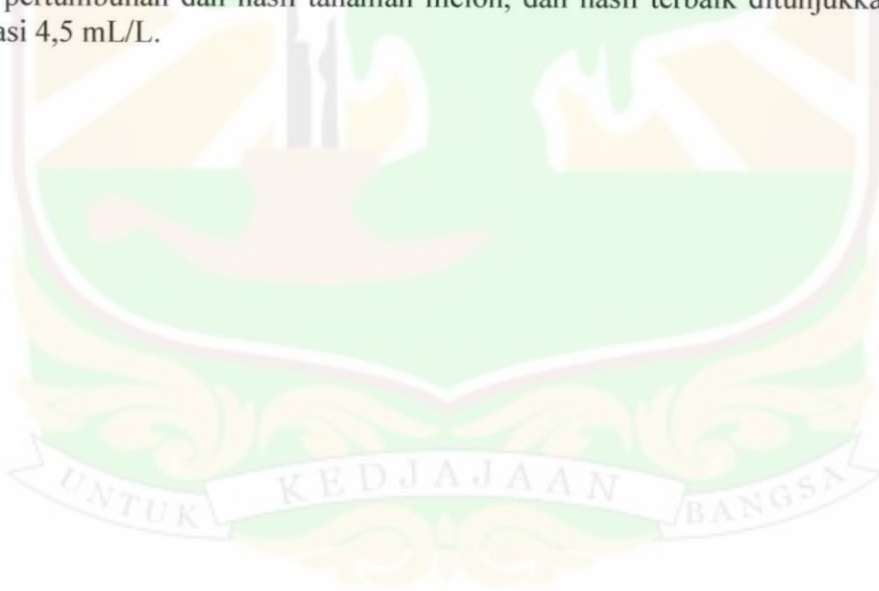 pertumbuhan dan hasil tanaman melon, dan hasil terbaik ditunjukka
asi 4,5 mL/L.
UNTUK KEDJAJAAN BANGSA